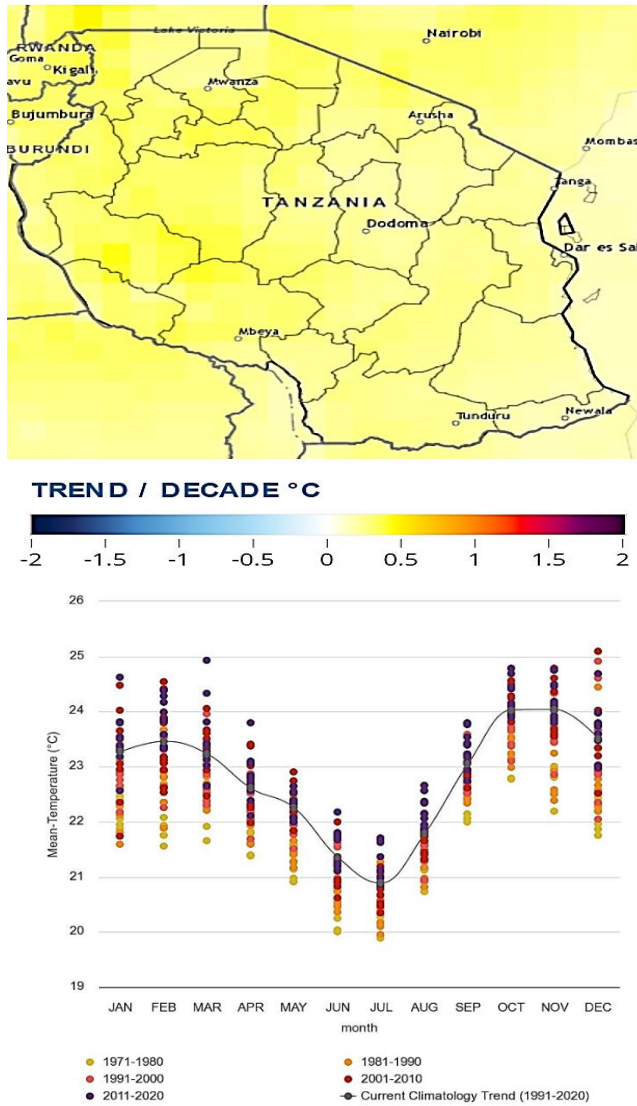 Lake Victoria
Nairobi
RWANDA
Goma
Kigali
avu
Mwanza
Bujumbura
Arusha
BURUNDI
Mombas
Tanga
TANZANIA
Dodoma
Dar es Sal
Mbeya
Tunduru
Newala
TREND / DECADE °C
-2 -1.5 -1 -0.5 0 0.5 1 1.5 2
26
25
24
23
22
21
20
19
Mean-Temperature (°C)
JAN FEB MAR APR MAY JUN JUL AUG SEP OCT NOV DEC
month
1971-1980 1981-1990
1991-2000 2001-2010
2011-2020 Current Climatology Trend (1991-2020)